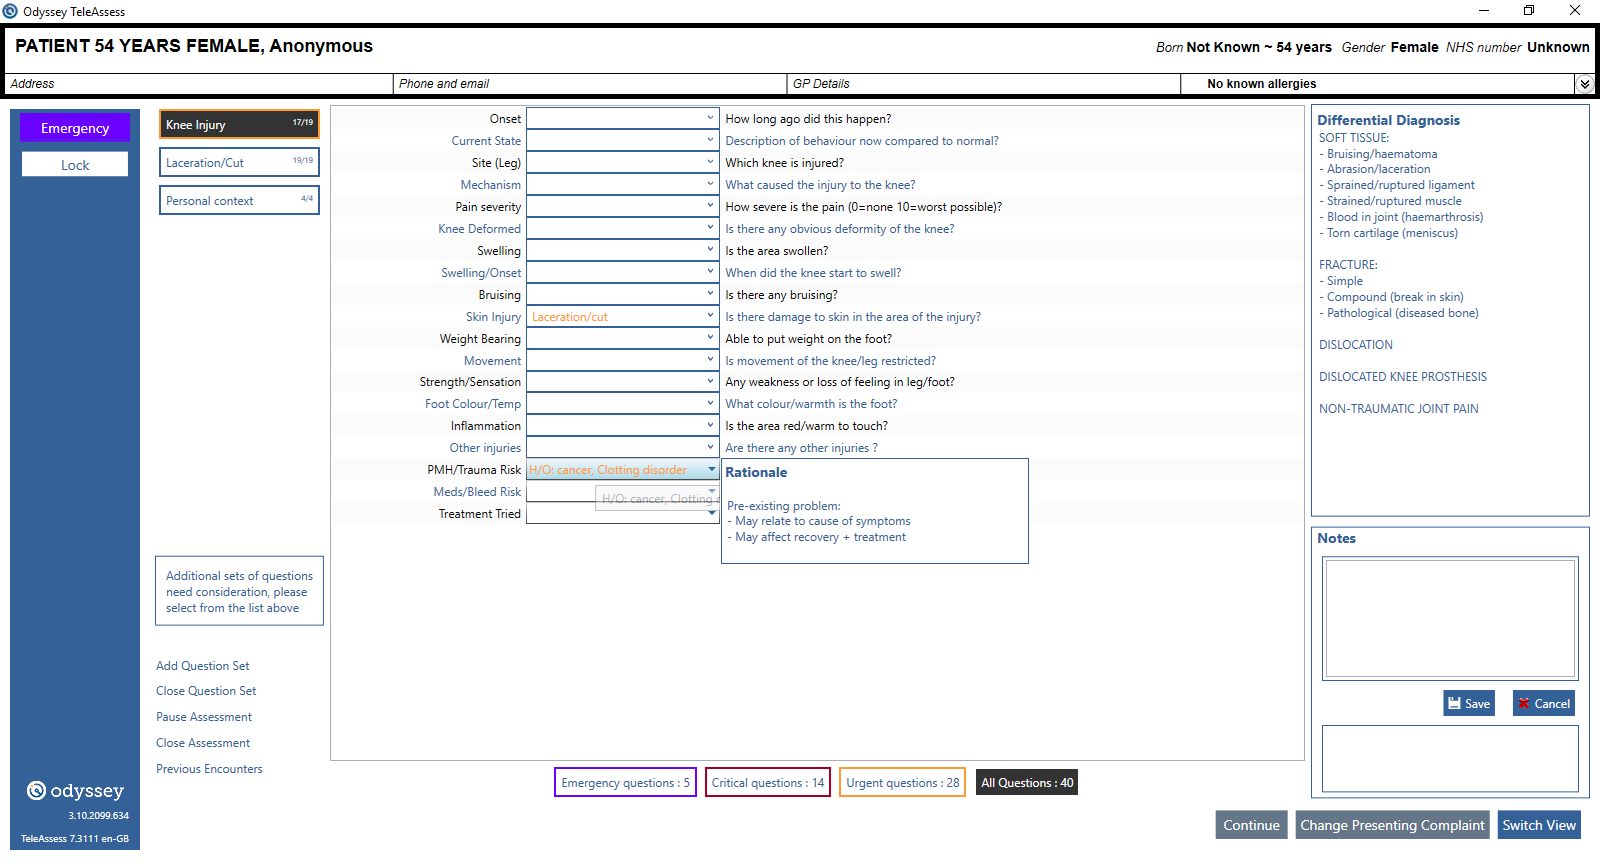 Odyssey TeleAssess
PATIENT 54 YEARS FEMALE, Anonymous
Born Not Known ~ 54 years Gender Female NHS number Unknown
Address
Phone and email
GP Details
No known allergies
Emergency
Lock
Knee Injury 17/19
Laceration/Cut 19/19
Personal context 4/4
Additional sets of questions
need consideration, please
select from the list above
Add Question Set
Close Question Set
Pause Assessment
Close Assessment
Previous Encounters
odyssey
3.10.2099.634
TeleAssess 7.3111 en-GB
Onset How long ago did this happen?
Current State Description of behaviour now compared to normal?
Site (Leg) Which knee is injured?
Mechanism What caused the injury to the knee?
Pain severity How severe is the pain (0=none 10=worst possible)?
Knee Deformed Is there any obvious deformity of the knee?
Swelling Is the area swollen?
Swelling/Onset When did the knee start to swell?
Bruising Is there any bruising?
Skin Injury Laceration/cut Is there damage to skin in the area of the injury?
Weight Bearing Able to put weight on the foot?
Movement Is movement of the knee/leg restricted?
Strength/Sensation Any weakness or loss of feeling in leg/foot?
Foot Colour/Temp What colour/warmth is the foot?
Inflammation Is the area red/warm to touch?
Other injuries Are there any other injuries ?
PMH/Trauma Risk H/O: cancer, Clotting disorder
Meds/Bleed Risk
H/O: cancer, Clotting
Treatment Tried
Rationale
Pre-existing problem:
- May relate to cause of symptoms
- May affect recovery + treatment
Emergency questions : 5
Critical questions : 14
Urgent questions : 28
All Questions : 40
Differential Diagnosis
SOFT TISSUE:
- Bruising/haematoma
- Abrasion/laceration
- Sprained/ruptured ligament
- Strained/ruptured muscle
- Blood in joint (haemarthrosis)
- Torn cartilage (meniscus)
FRACTURE:
- Simple
- Compound (break in skin)
- Pathological (diseased bone)
DISLOCATION
DISLOCATED KNEE PROSTHESIS
NON-TRAUMATIC JOINT PAIN
Notes
Save
Cancel
Continue
Change Presenting Complaint
Switch View